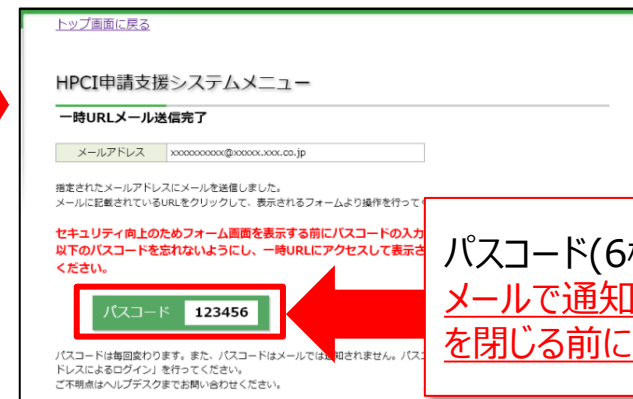 トップ画面に戻る
HPCI申請支援システムメニュー
一時URLメール送信完了
メールアドレス xxxxxxxxxx@xxxxx.xxx.co.jp
指定されたメールアドレスにメールを送信しました。
メールに記載されているURLをクリックして、表示されるフォームより操作を行って
セキュリティ向上のためフォーム画面を表示する前にパスコードの入力
以下のパスコードを忘れないようにし、一時URLにアクセスして表示さ
ください。
パスコード(6
メールで通知
を閉じる前に
パスコード 123456
パスコードは毎回変わります。また、パスコードはメールでは通知されません。パス
ドレスによるログイン」を行ってください。
ご不明点はヘルプデスクまでお問い合わせください。